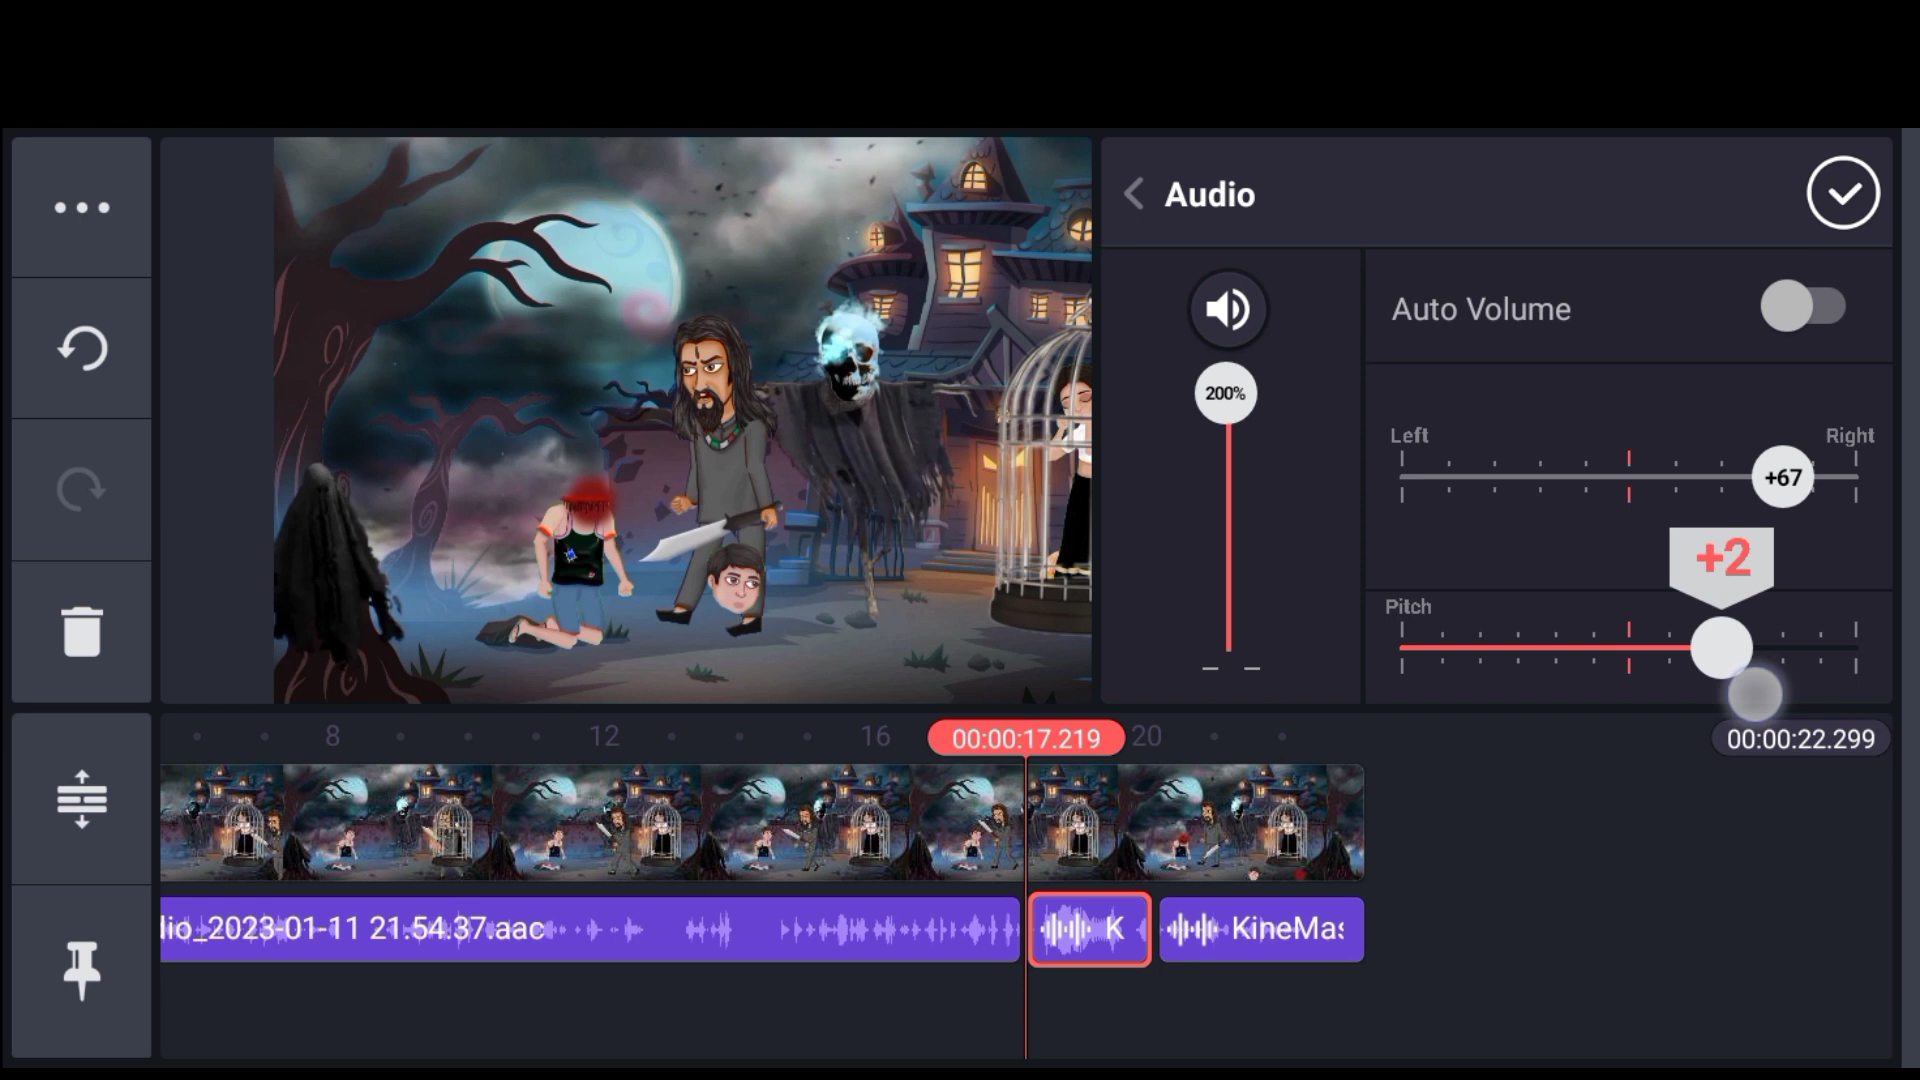 Audio
Auto Volume
200%
Left
Right
+67
+2
Pitch
8
12
16
00:00:17.219
20
00:00:22.299
lio_2023-01-11 21.54.37.aac
K
KineMas